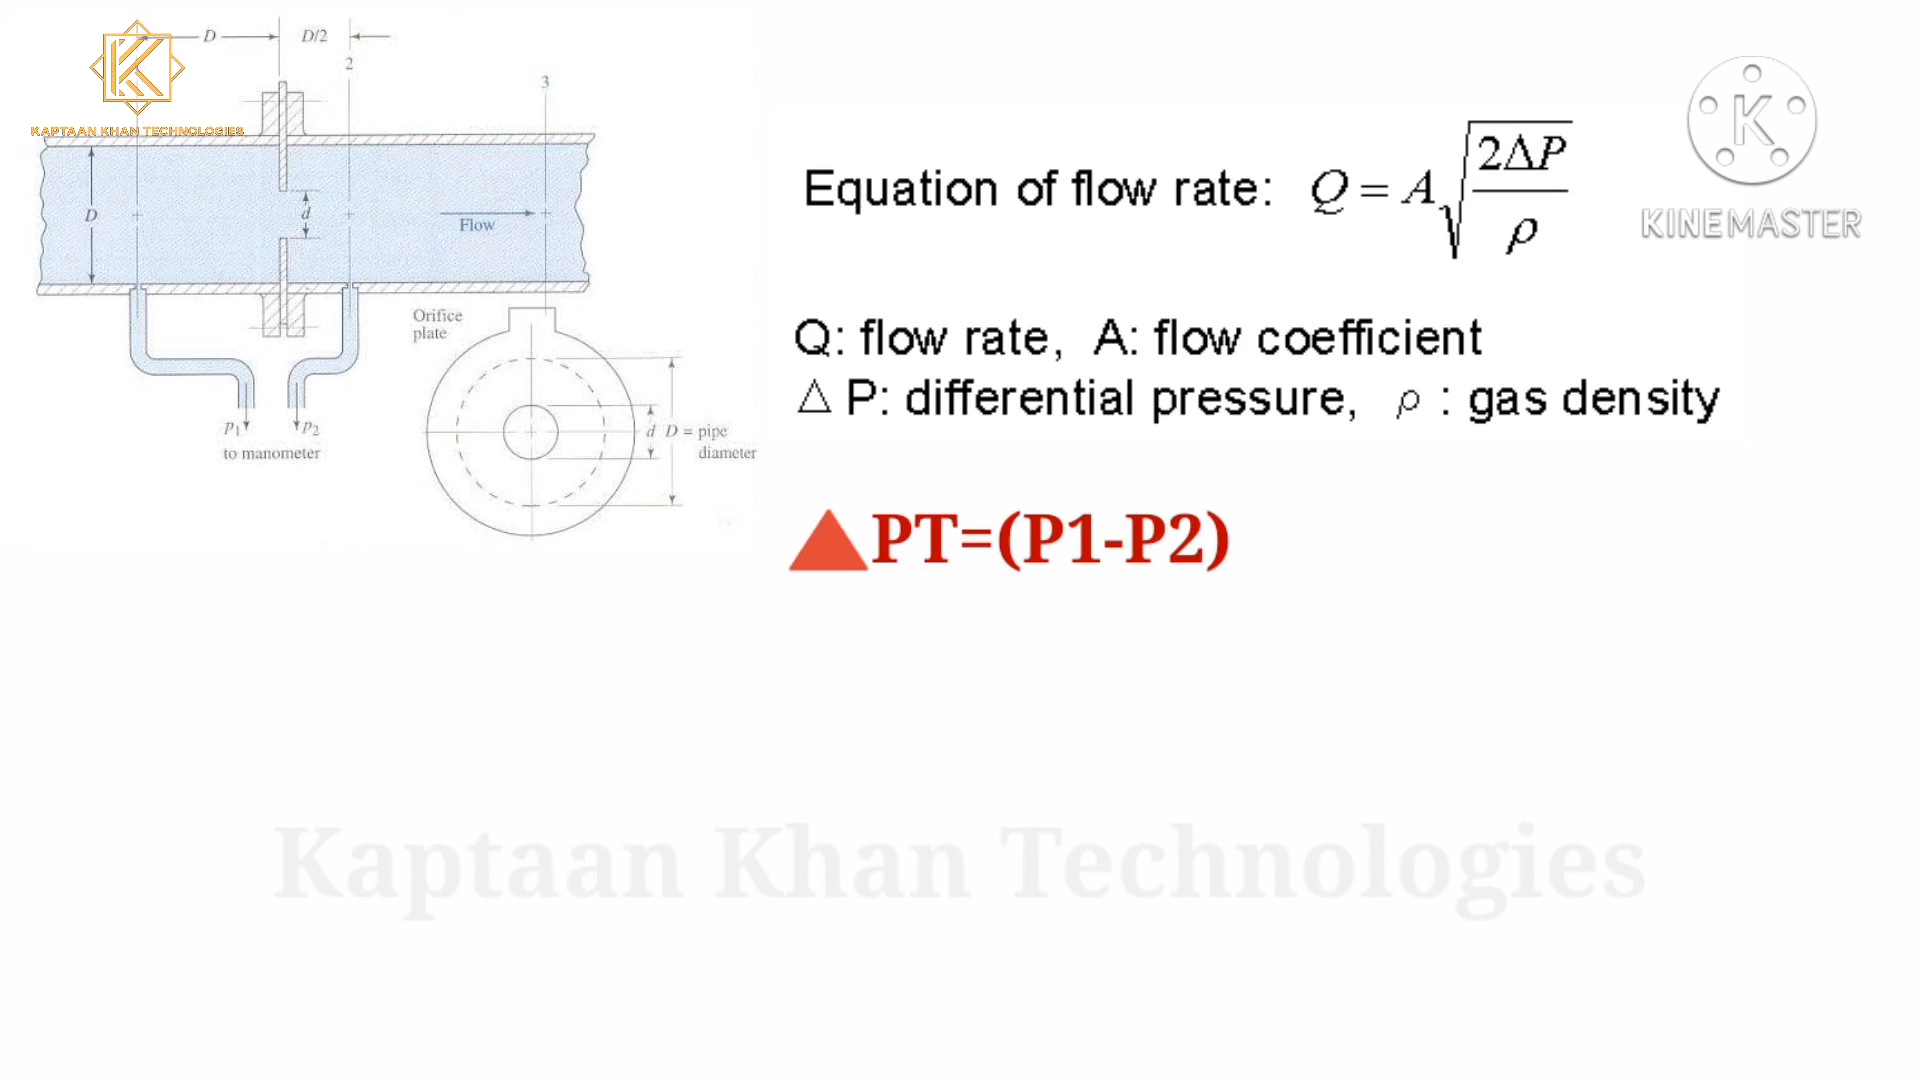 D D/2
2
3
KAPTAAN KHAN TECHNOLOGIES
D
d
Flow
Orifice
plate
P1 P2
to manometer
d D = pipe
diameter
Equation of flow rate: Q = A√(2ΔP/ρ)
K
KINEMASTER
Q: flow rate, A: flow coefficient
Δ P: differential pressure, ρ : gas density
▲PT=(P1-P2)
Kaptaan Khan Technologies